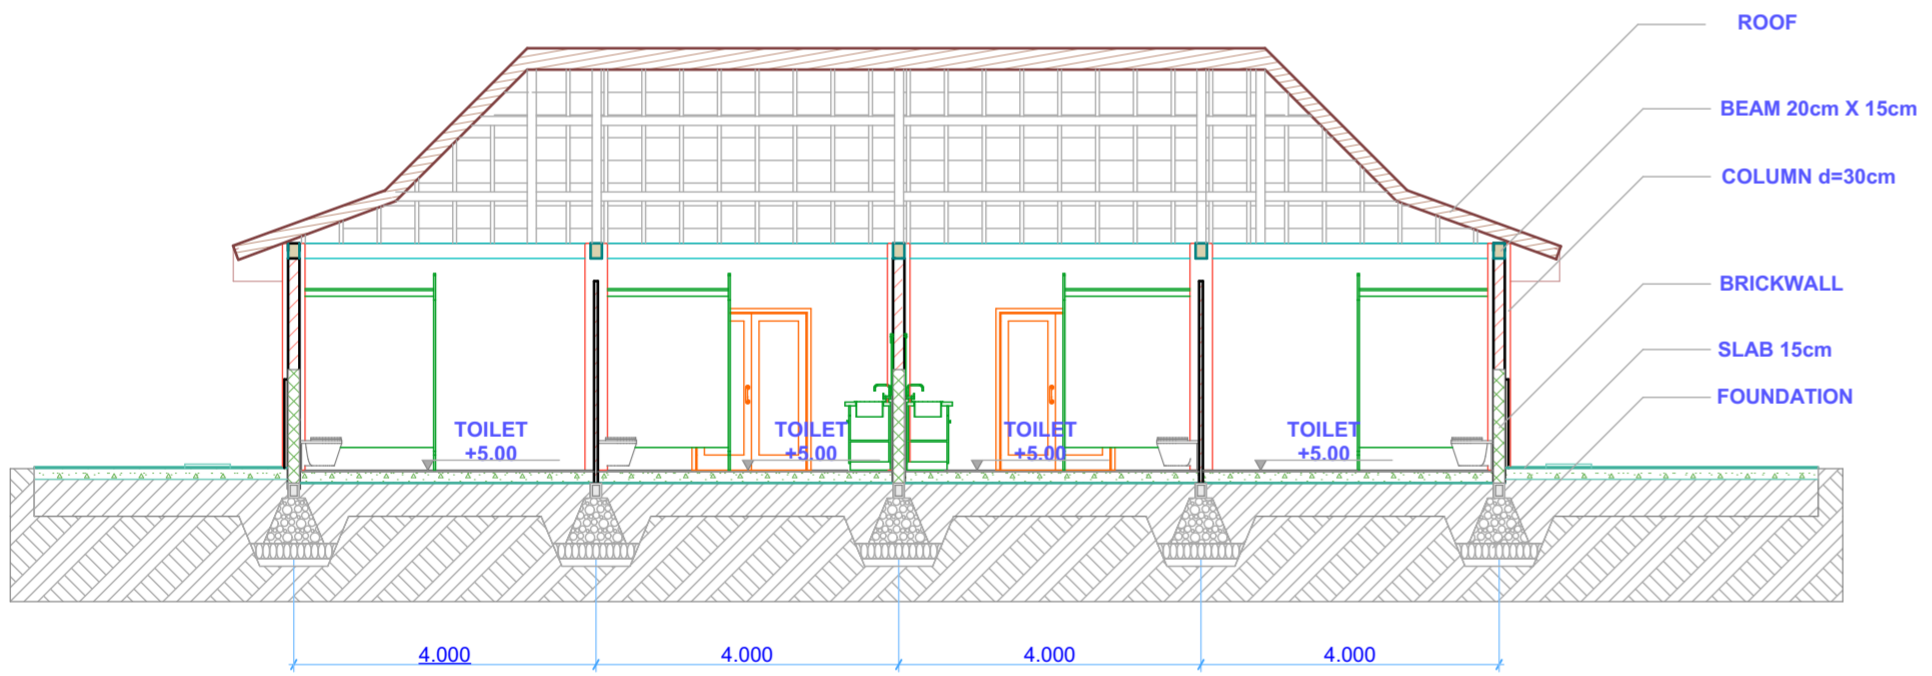 ROOF
BEAM 20cm X 15cm
COLUMN d=30cm
BRICKWALL
SLAB 15cm
FOUNDATION
TOILET
+5.00
TOILET
+5.00
TOILET
+5.00
TOILET
+5.00
4.000
4.000
4.000
4.000